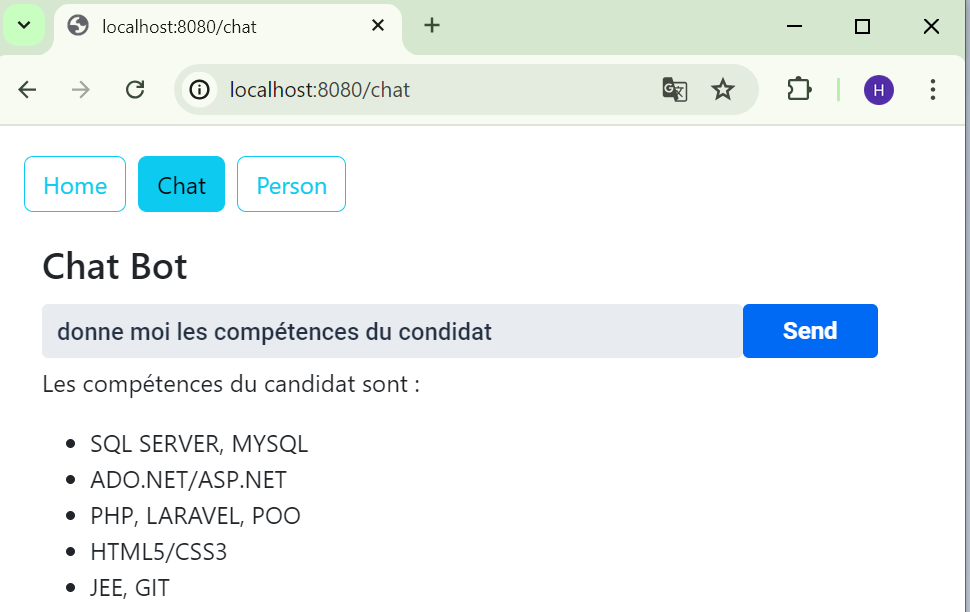 localhost:8080/chat
localhost:8080/chat
H
Home Chat Person
Chat Bot
donne moi les compétences du condidat Send
Les compétences du candidat sont :
SQL SERVER, MYSQL
ADO.NET/ASP.NET
PHP, LARAVEL, POO
HTML5/CSS3
JEE, GIT